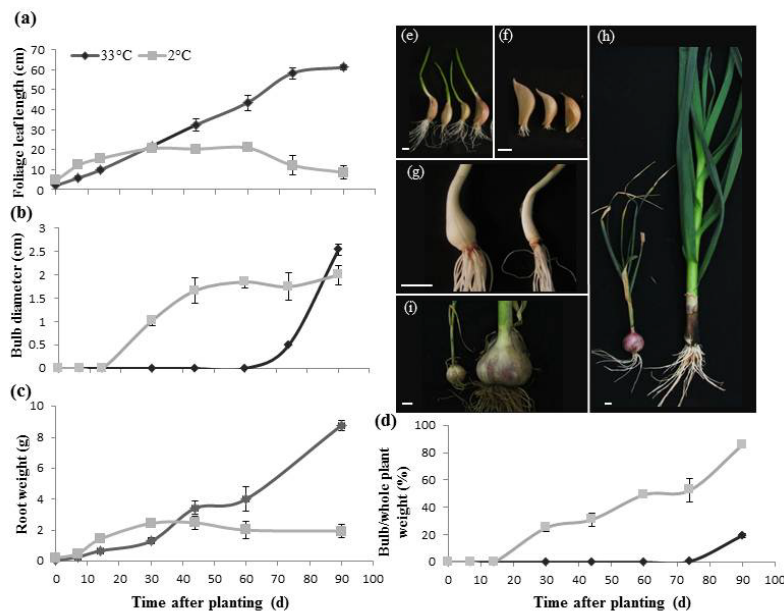 (a)
33°C 2°C
Foliage leaf length (cm)
70
60
50
40
30
20
10
0
(b)
Bulb diameter (cm)
3
2.5
2
1.5
1
0.5
0
(c)
Root weight (g)
10
8
6
4
2
0
0 10 20 30 40 50 60 70 80 90 100
Time after planting (d)
(e)
(f)
(g)
(i)
(h)
(d)
Bulb/whole plant
weight (%)
100
80
60
40
20
0
0 10 20 30 40 50 60 70 80 90 100
Time after planting (d)